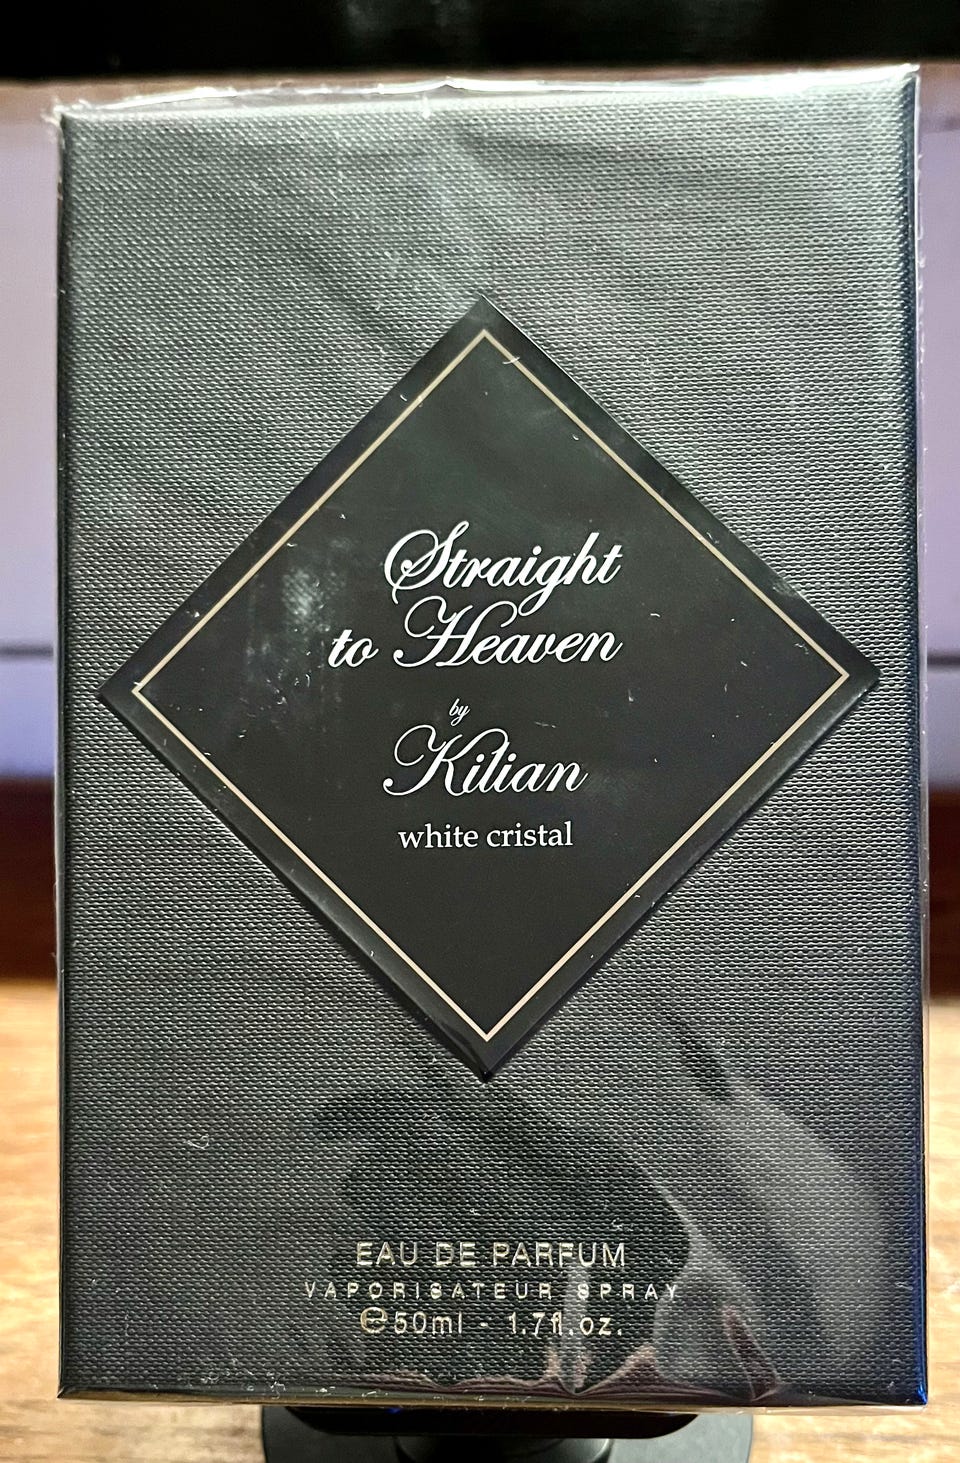 Straight
to Heaven
by
Kilian
white cristal
EAU DE PARFUM
VAPORISATEUR SPRAY
℮50ml - 1.7fl.oz.